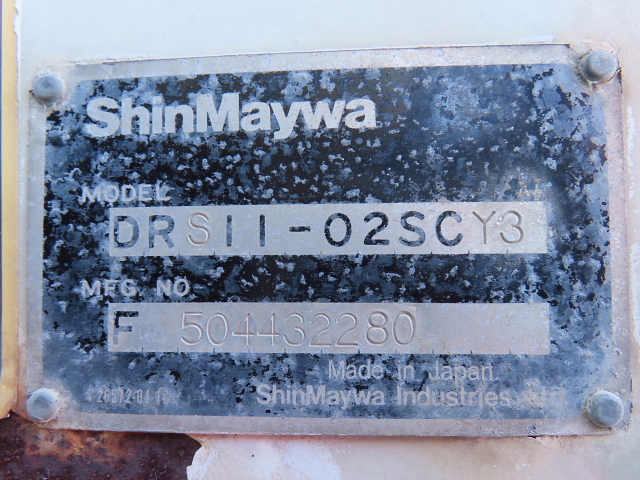 ShinMaywa
MODEL
DRS11-02SCY3
MFG. NO
F 504432280
Made in Japan
ShinMaywa Industries